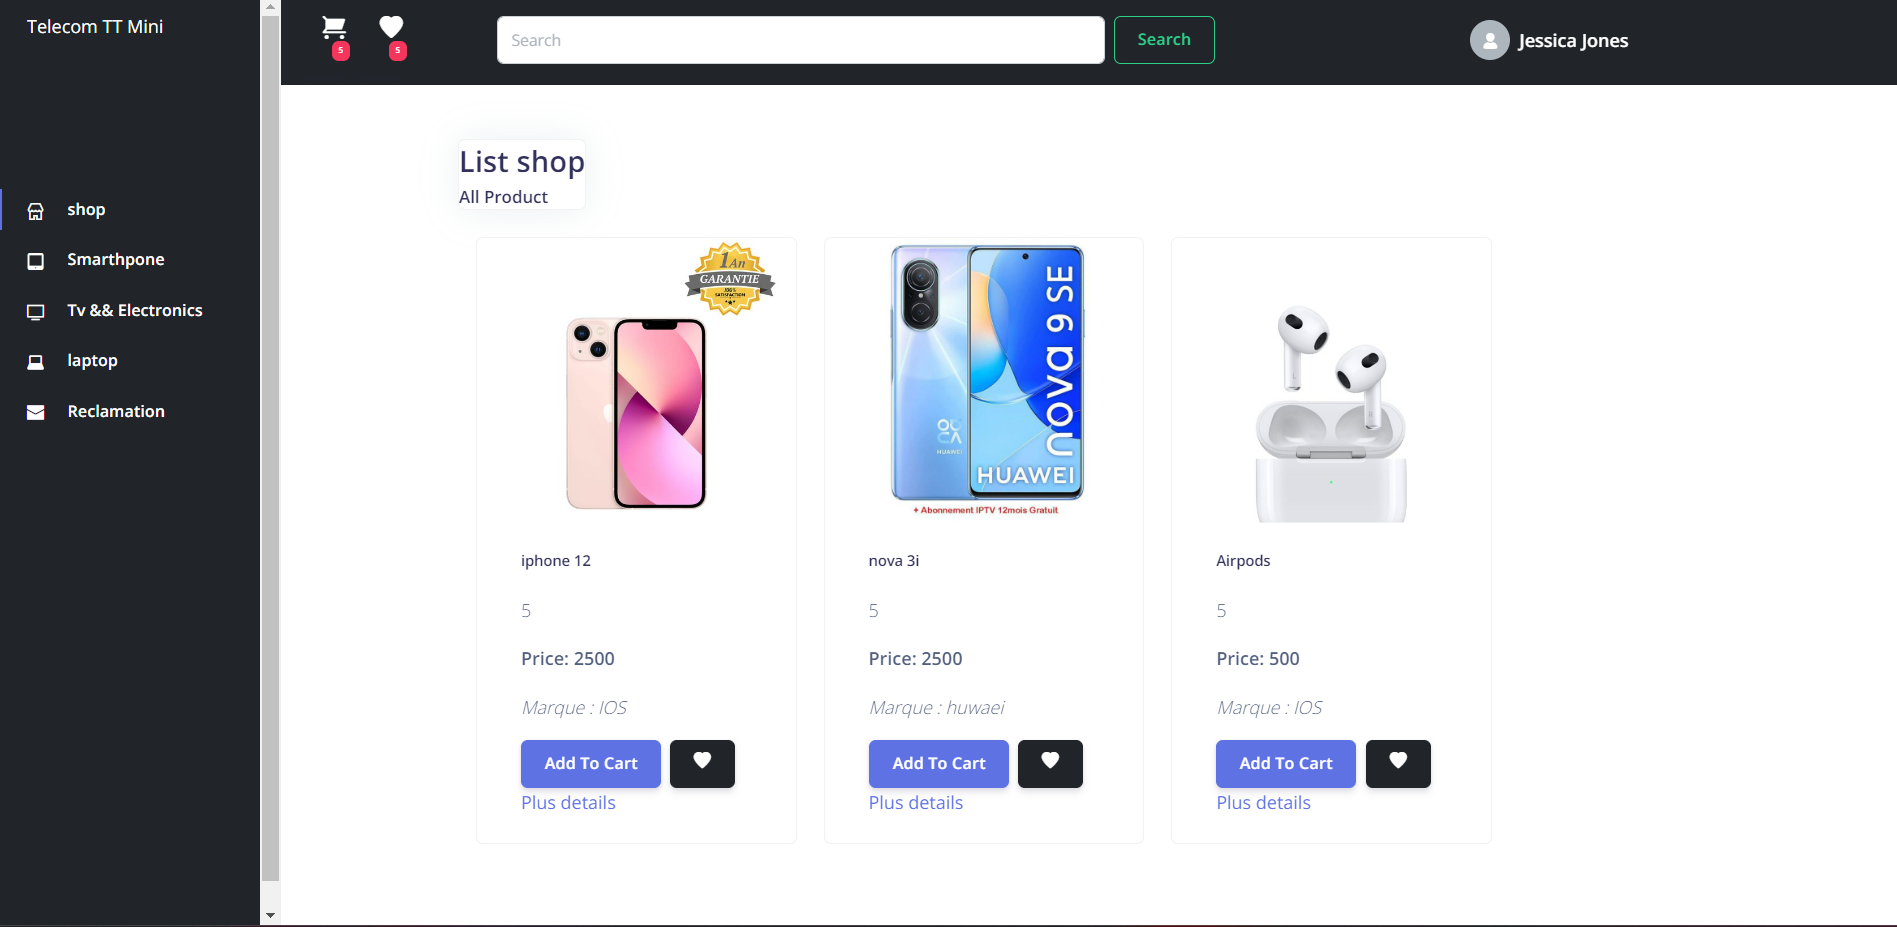 Telecom TT Mini
5
5
Search
Search
Jessica Jones
shop
Smarthpone
Tv && Electronics
laptop
Reclamation
List shop
All Product
1 An
GARANTIE
100%
SATISFACTION
nova 9 SE
HUAWEI
HUAWEI
+ Abonnement IPTV 12mois Gratuit
iphone 12
5
Price: 2500
Marque : IOS
Add To Cart
Plus details
nova 3i
5
Price: 2500
Marque : huwaei
Add To Cart
Plus details
Airpods
5
Price: 500
Marque : IOS
Add To Cart
Plus details